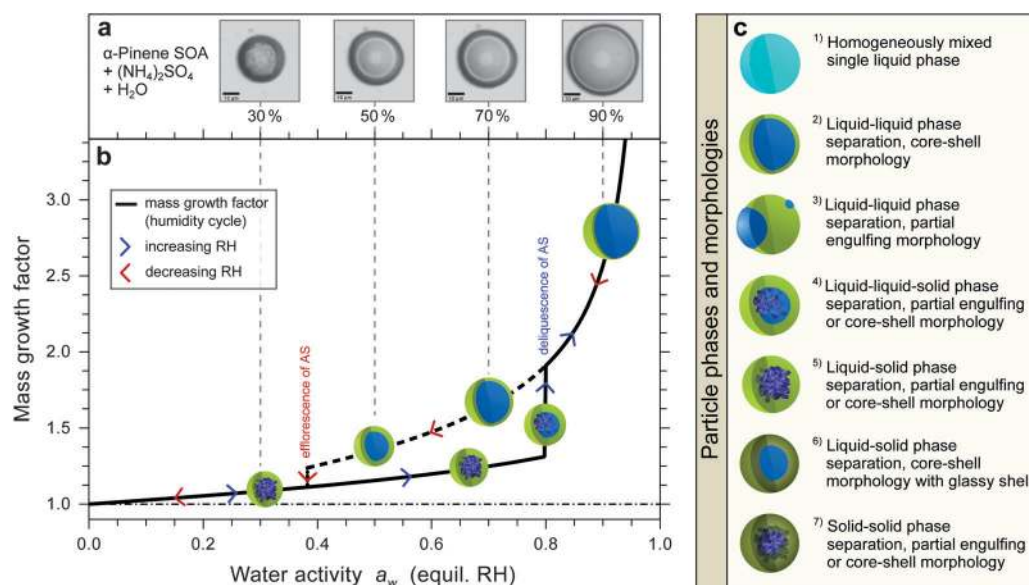 a
α-Pinene SOA
+ (NH4)2SO4
+ H2O
30 %
50 %
70 %
90 %
b
mass growth factor
(humidity cycle)
increasing RH
decreasing RH
efflorescence of AS
deliquescence of AS
Mass growth factor
3.0
2.5
2.0
1.5
1.0
0.0
0.2
0.4
0.6
0.8
1.0
Water activity aw (equil. RH)
Particle phases and morphologies
c
1) Homogeneously mixed
single liquid phase
2) Liquid-liquid phase
separation, core-shell
morphology
3) Liquid-liquid phase
separation, partial
engulfing morphology
4) Liquid-liquid-solid phase
separation, partial engulfing
or core-shell morphology
5) Liquid-solid phase
separation, partial engulfing
or core-shell morphology
6) Liquid-solid phase
separation, core-shell
morphology with glassy shell
7) Solid-solid phase
separation, partial engulfing
or core-shell morphology